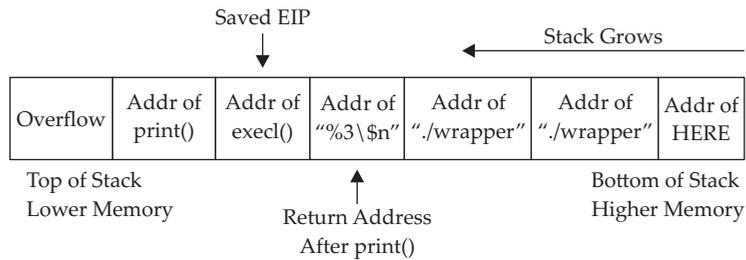 Saved EIP
Stack Grows
Overflow
Addr of
print()
Addr of
execl()
Addr of
“%3\$n”
Addr of
“./wrapper”
Addr of
“./wrapper”
Addr of
HERE
Top of Stack
Lower Memory
Return Address
After print()
Bottom of Stack
Higher Memory